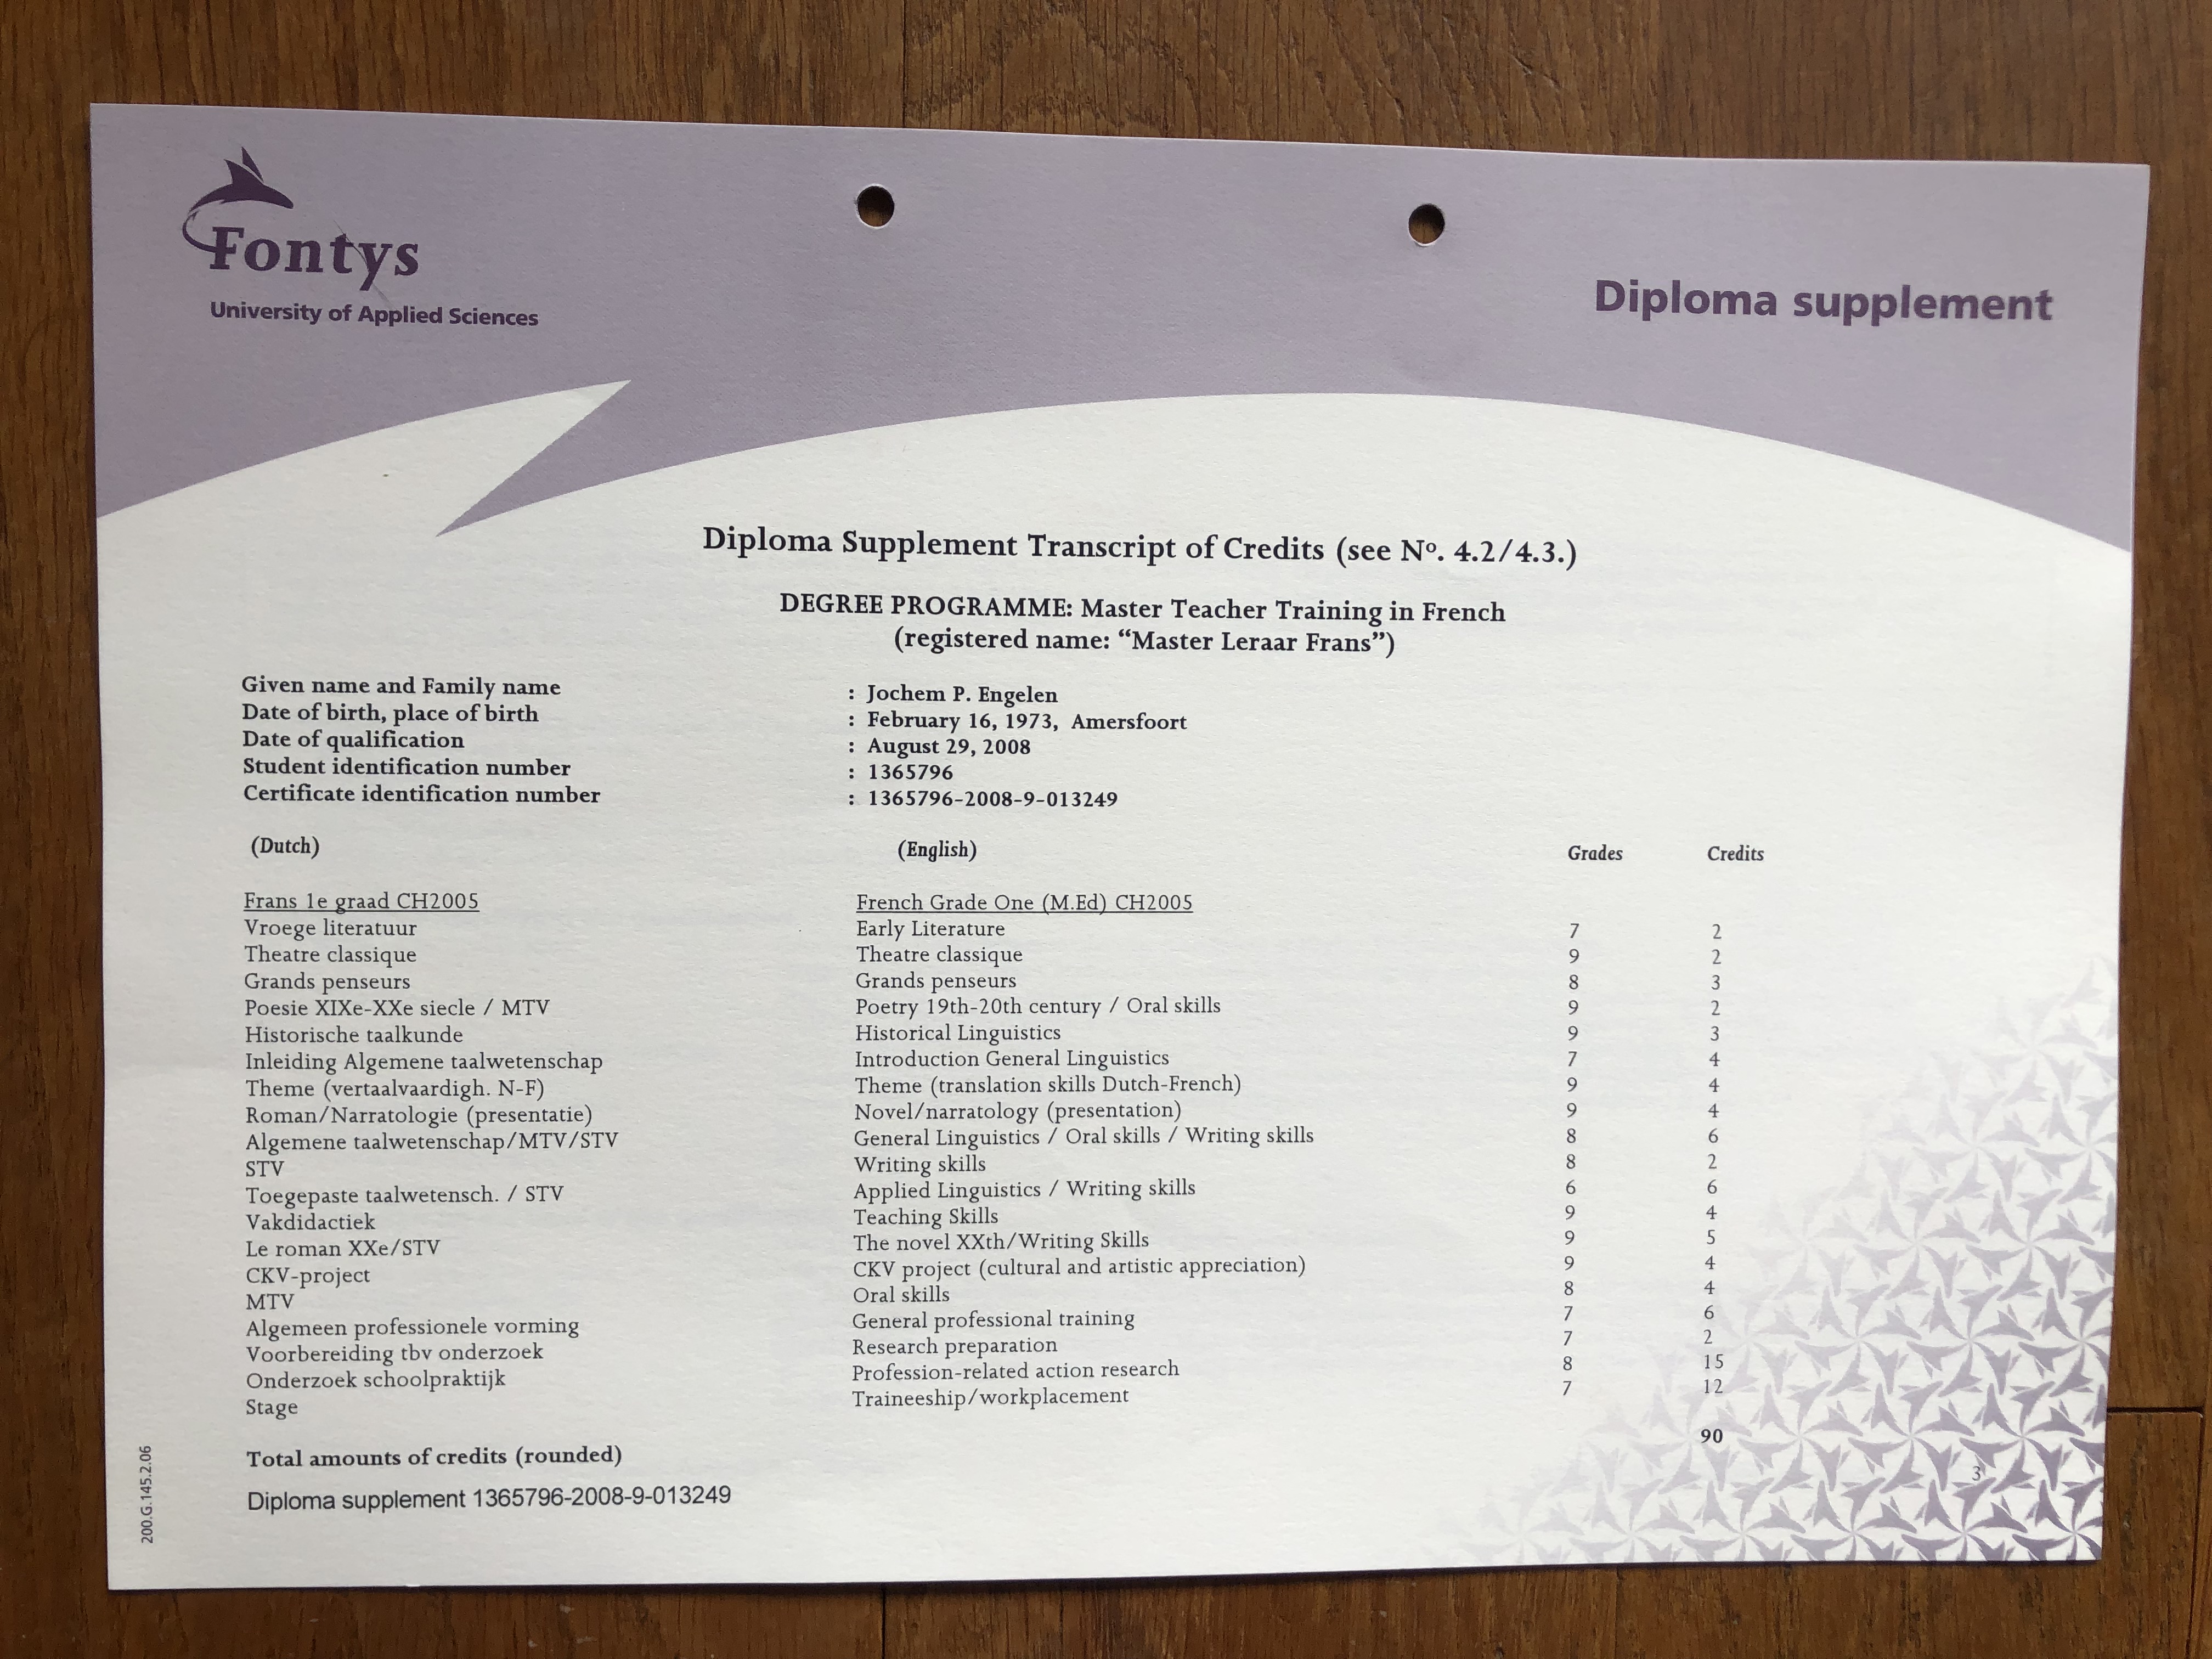 Fontys
University of Applied Sciences
Diploma supplement
Diploma Supplement Transcript of Credits (see Nº. 4.2/4.3.)
DEGREE PROGRAMME: Master Teacher Training in French
(registered name: “Master Leraar Frans”)
Given name and Family name : Jochem P. Engelen
Date of birth, place of birth : February 16, 1973, Amersfoort
Date of qualification : August 29, 2008
Student identification number : 1365796
Certificate identification number : 1365796-2008-9-013249
(Dutch) (English) Grades Credits
Frans 1e graad CH2005 French Grade One (M.Ed) CH2005
Vroege literatuur Early Literature 7 2
Theatre classique Theatre classique 9 2
Grands penseurs Grands penseurs 8 3
Poesie XIXe-XXe siecle / MTV Poetry 19th-20th century / Oral skills 9 2
Historische taalkunde Historical Linguistics 9 3
Inleiding Algemene taalwetenschap Introduction General Linguistics 7 4
Theme (vertaalvaardigh. N-F) Theme (translation skills Dutch-French) 9 4
Roman/Narratologie (presentatie) Novel/narratology (presentation) 9 4
Algemene taalwetenschap/MTV/STV General Linguistics / Oral skills / Writing skills 8 6
STV Writing skills 8 2
Toegepaste taalwetensch. / STV Applied Linguistics / Writing skills 6 6
Vakdidactiek Teaching Skills 9 4
Le roman XXe/STV The novel XXth/Writing Skills 9 5
CKV-project CKV project (cultural and artistic appreciation) 9 4
MTV Oral skills 8 4
Algemeen professionele vorming General professional training 7 6
Voorbereiding tbv onderzoek Research preparation 7 2
Onderzoek schoolpraktijk Profession-related action research 8 15
Stage Traineeship/workplacement 7 12
Total amounts of credits (rounded) 90
Diploma supplement 1365796-2008-9-013249
3
200.G.145.2.06